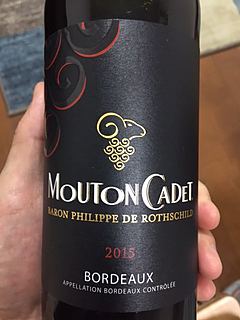 MOUTON CADET
BARON PHILIPPE DE ROTHSCHILD
2015
BORDEAUX
APPELLATION BORDEAUX CONTRÔLÉE